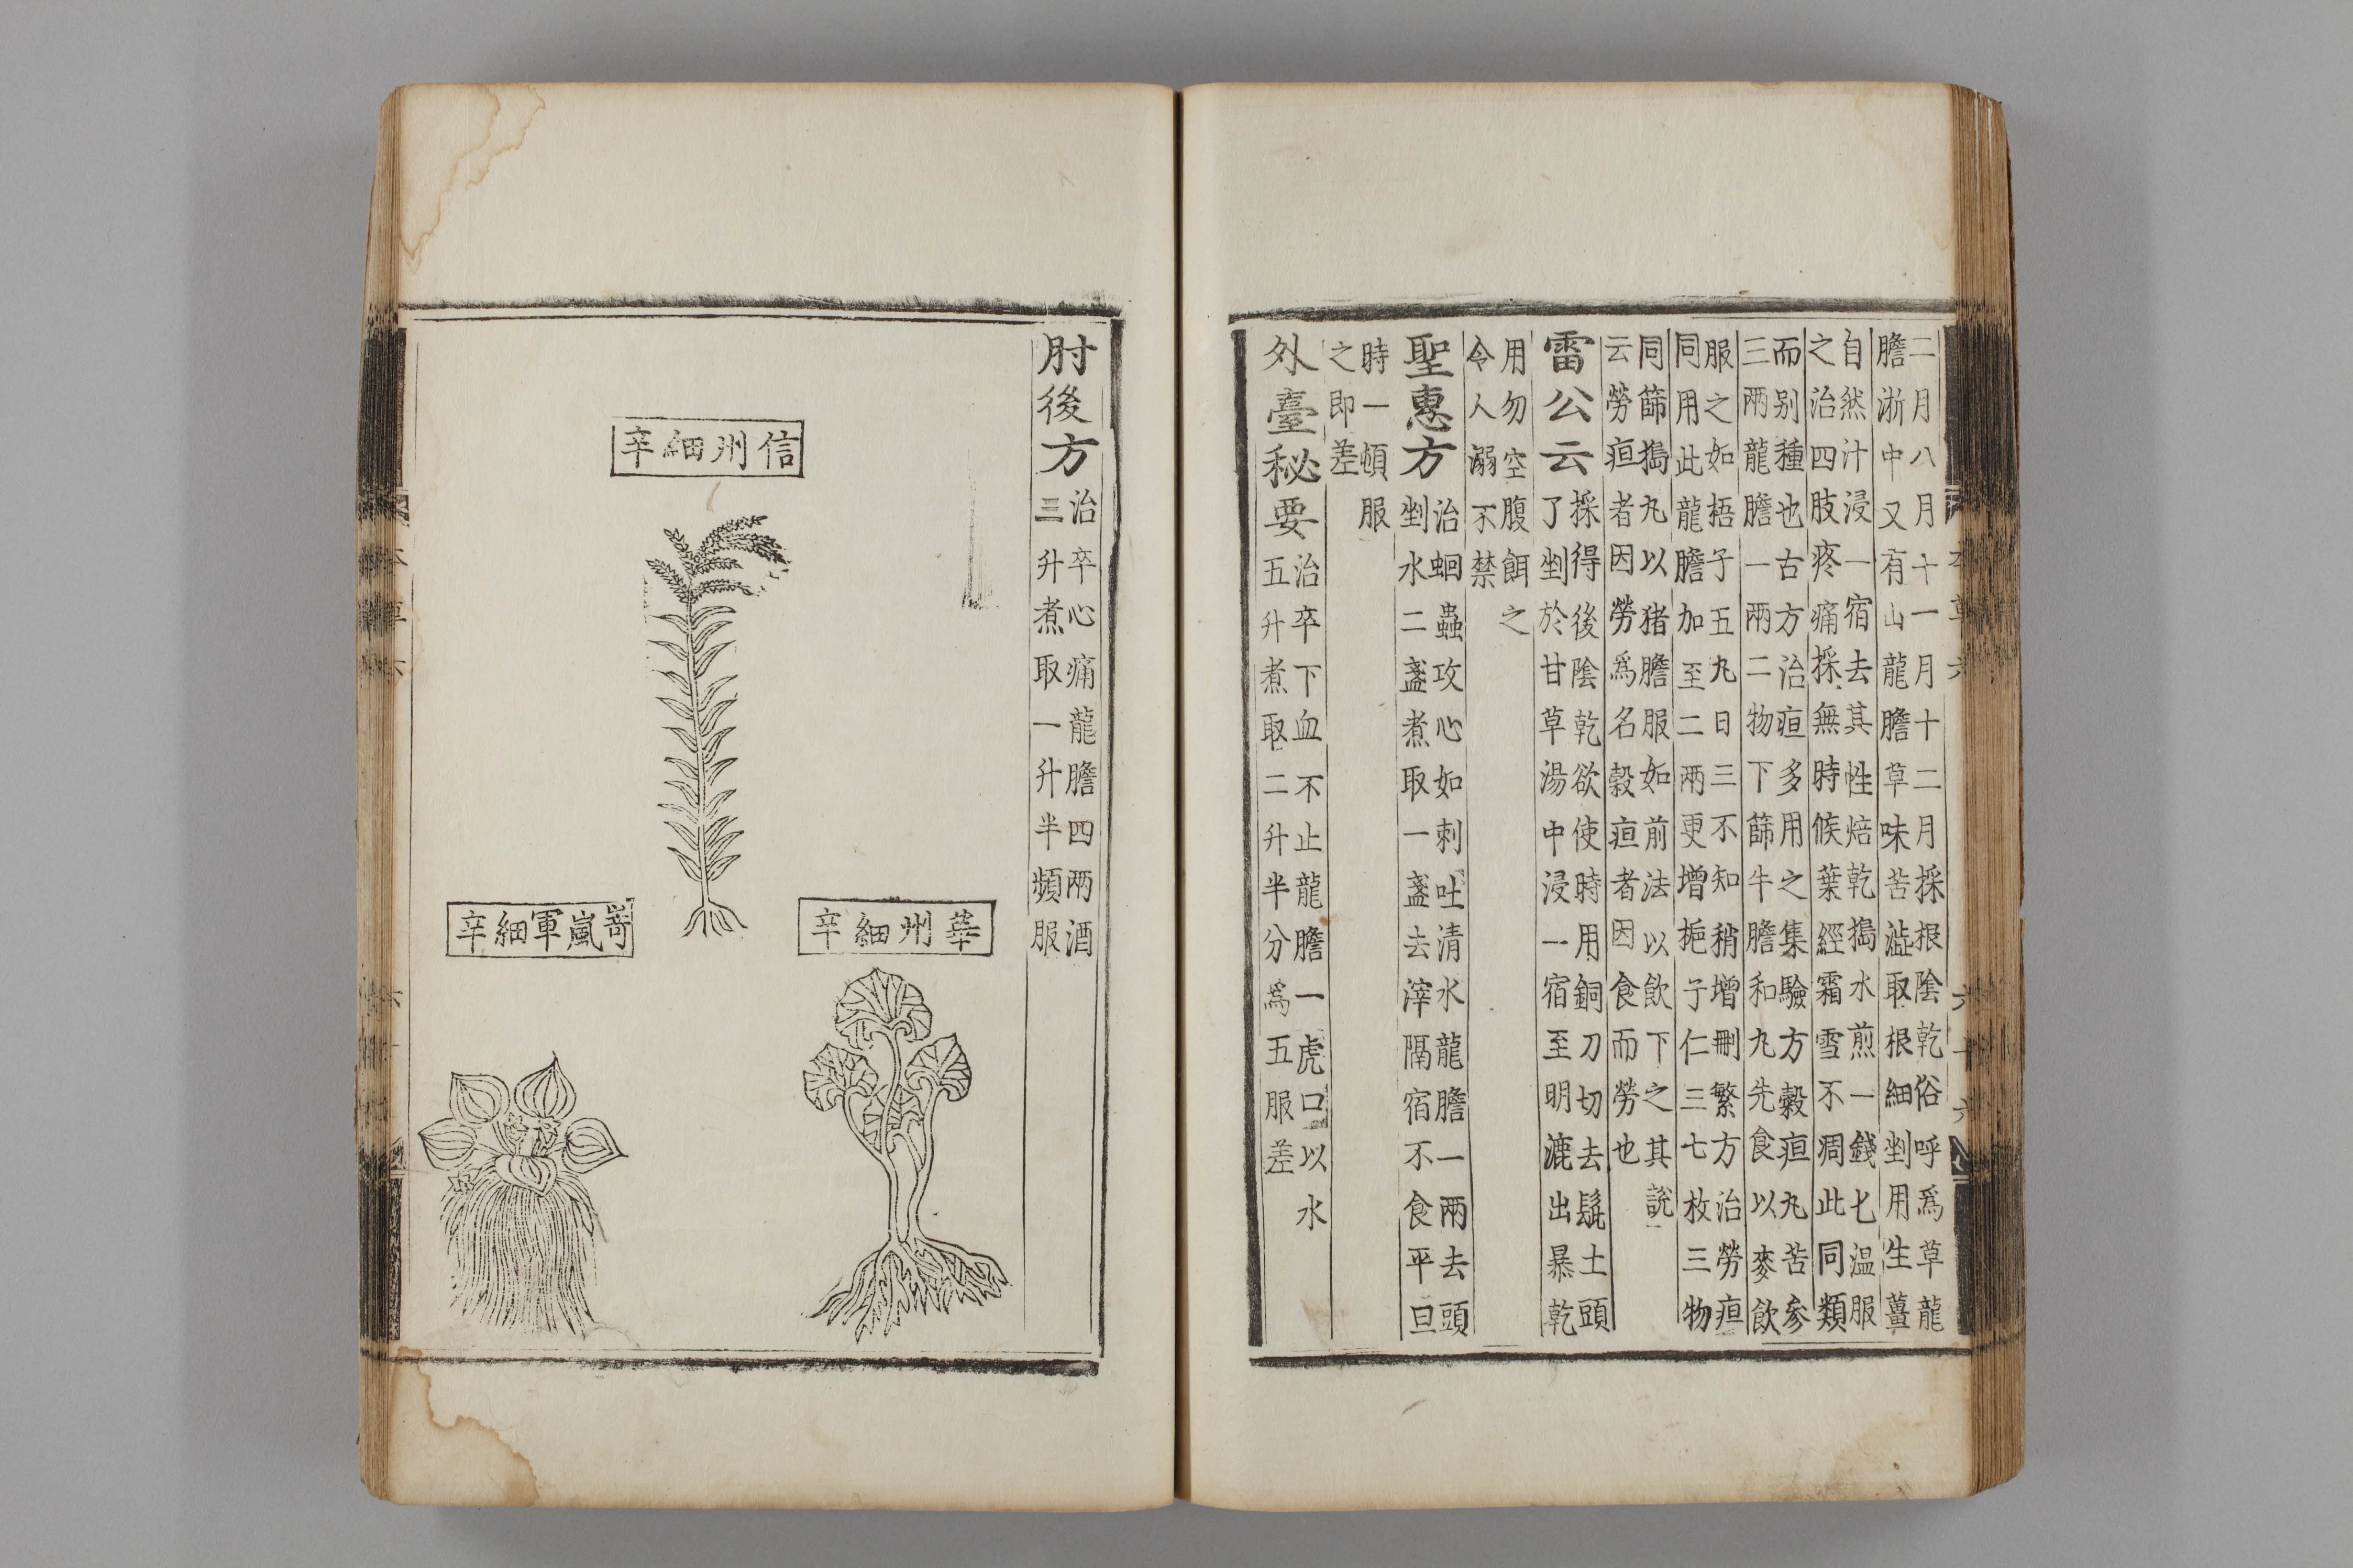 二月八月十一月十二月採根陰乾俗呼爲草龍
膽浙中又有山龍膽草味苦澁取根細剉用生薑
自然汁浸一宿去其性焙乾搗水煎一錢匕温服
之治四肢疼痛採無時候葉經霜雪不凋此同類
而别種也古方治疸多用之集驗方穀疸丸苦参
三兩龍膽一兩二物下篩牛膽和丸先食以麥飲
服之如梧子五丸日三不知稍增刪繁方治勞疸
同用此龍膽加至二兩更增梔子仁三七枚三物
同篩搗丸以猪膽服如前法以飲下之其說
云勞疸者因勞爲名穀疸者因食而勞也
雷公云
採得後陰乾欲使時用銅刀切去髭土頭
了剉於甘草湯中浸一宿至明漉出暴乾
用勿空腹餌之
令人溺不禁
聖惠方
治蛔蟲攻心如刺吐清水龍膽一兩去頭
剉水二盞煮取一盞去滓隔宿不食平旦
時一頓服
之即差
外臺秘要
治卒下血不止龍膽一虎口以水
五升煮取二升半分爲五服差
肘後方
治卒心痛龍膽四兩酒
三升煮取一升半頻服
信州細辛
華州細辛
岢嵐軍細辛